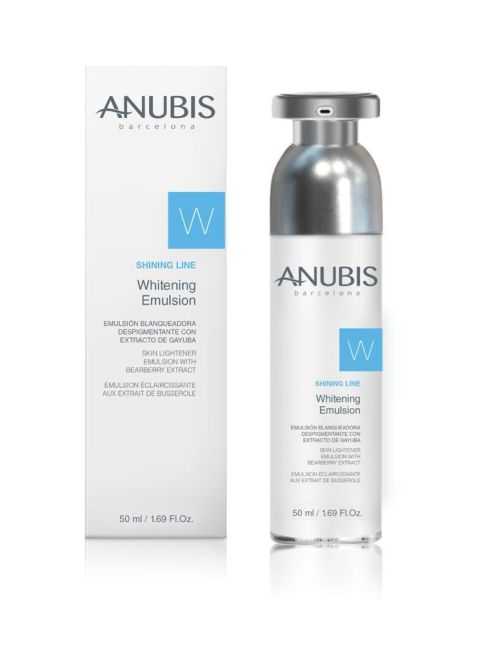 ANUBIS
barcelona
W
SHINING LINE
Whitening
Emulsion
EMULSIÓN BLANQUEADORA
DESPIGMENTANTE CON
EXTRACTO DE GAYUBA
SKIN LIGHTENER
EMULSION WITH
BEARBERRY EXTRACT
ÉMULSION ÉCLAIRCISSANTE
AUX EXTRAIT DE BUSSEROLE
50 ml / 1.69 Fl.Oz.
ANUBIS
barcelona
W
SHINING LINE
Whitening
Emulsion
EMULSIÓN BLANQUEADORA
DESPIGMENTANTE CON
EXTRACTO DE GAYUBA
SKIN LIGHTENER
EMULSION WITH
BEARBERRY EXTRACT
ÉMULSION ÉCLAIRCISSANTE
AUX EXTRAIT DE BUSSEROLE
50 ml / 1.69 Fl.Oz.